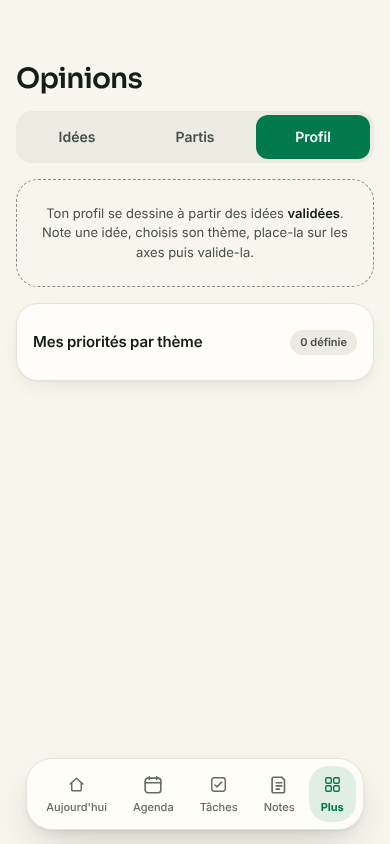 Opinions
Idées
Partis
Profil
Ton profil se dessine à partir des idées validées.
Note une idée, choisis son thème, place-la sur les
axes puis valide-la.
Mes priorités par thème
0 définie
Aujourd'hui
Agenda
Tâches
Notes
Plus